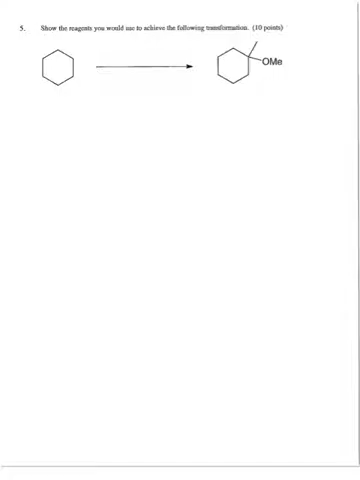 5. Show the reagents you would use to achieve the following transformation. (10 points)
OMe